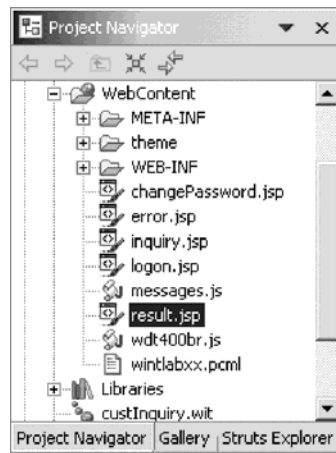 Project Navigator
WebContent
META-INF
theme
WEB-INF
changePassword.jsp
error.jsp
inquiry.jsp
logon.jsp
messages.js
result.jsp
wdt400br.js
wintlabxx.pcml
Libraries
custInquiry.wit
Project Navigator Gallery Struts Explorer